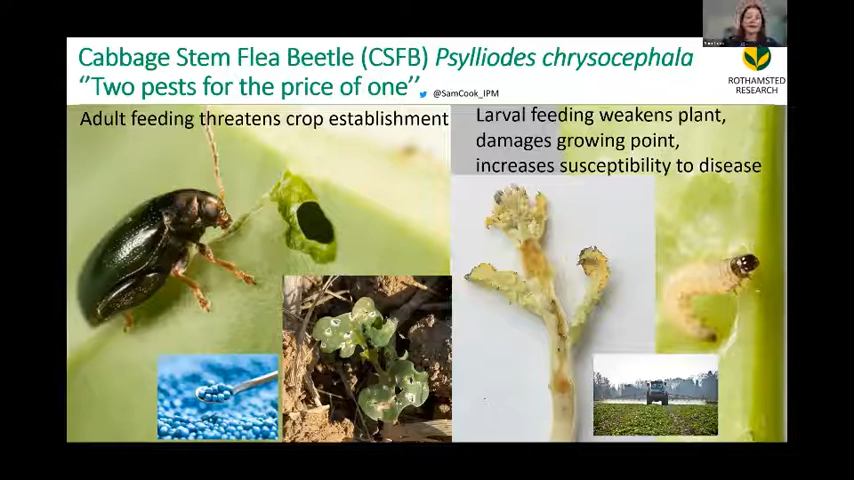 Cabbage Stem Flea Beetle (CSFB) Psylliodes chrysocephala
‘‘Two pests for the price of one’’
@SamCook_IPM
ROTHAMSTED
RESEARCH
Adult feeding threatens crop establishment
Larval feeding weakens plant,
damages growing point,
increases susceptibility to disease